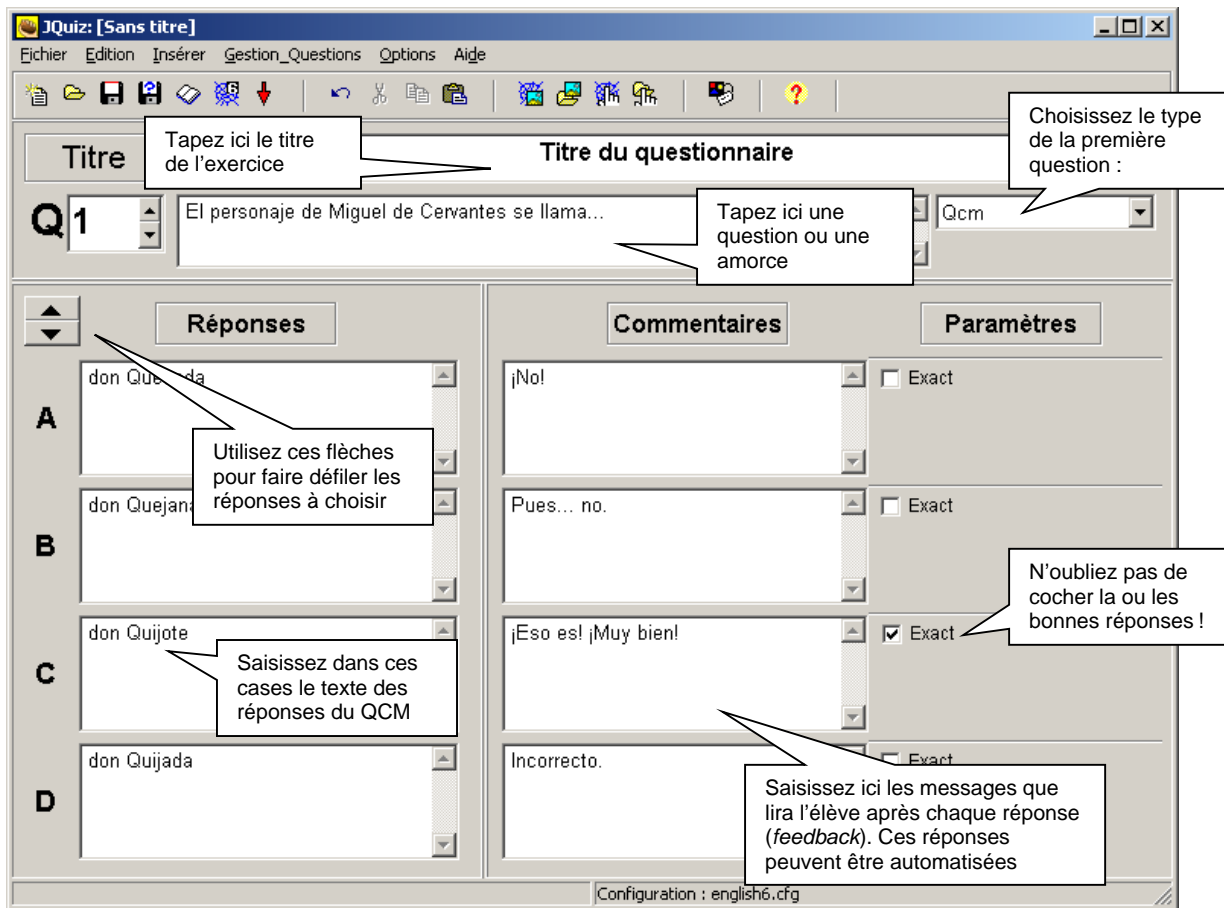 JQuiz: [Sans titre]
Fichier Edition Insérer Gestion_Questions Options Aide
Choisissez le type
de la première
question :
Tapez ici le titre
de l'exercice
Titre
Titre du questionnaire
Q 1
El personaje de Miguel de Cervantes se llama...
Tapez ici une
question ou une
amorce
Qcm
Réponses
Commentaires
Paramètres
A
¡No!
Exact
Utilisez ces flèches
pour faire défiler les
réponses à choisir
B
don Quejana
Pues... no.
Exact
N'oubliez pas de
cocher la ou les
bonnes réponses !
C
don Quijote
¡Eso es! ¡Muy bien!
Exact
Saisissez dans ces
cases le texte des
réponses du QCM
D
don Quijada
Incorrecto.
Exact
Saisissez ici les messages que
lira l'élève après chaque réponse
(feedback). Ces réponses
peuvent être automatisées
Configuration : english6.cfg